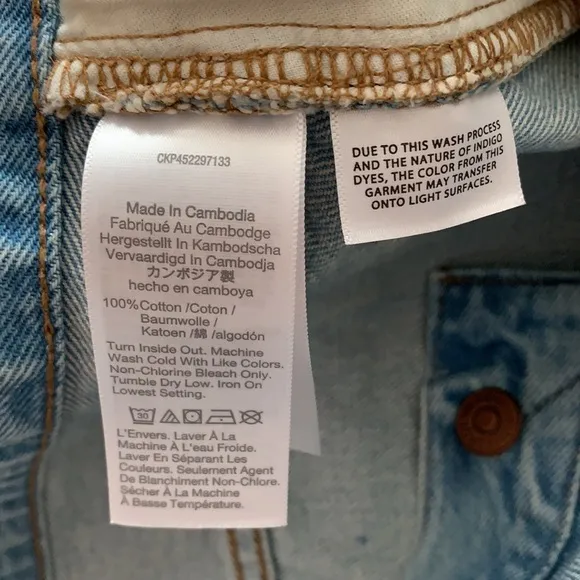 CKP452297133
Made In Cambodia
Fabriqué Au Cambodge
Hergestellt In Kambodscha
Vervaardigd In Cambodja
カンボジア製
hecho en camboya
100%Cotton /Coton/
Baumwolle /
Katoen /綿 /algodón
Turn Inside Out. Machine
Wash Cold With Like Colors.
Non-Chlorine Bleach Only.
Tumble Dry Low. Iron On
Lowest Setting.
30
L'Envers. Laver À La
Machine À L'eau Froide.
Laver En Séparant Les
Couleurs. Seulement Agent
De Blanchiment Non-Chlore.
Sécher À La Machine
À Basse Température.
DUE TO THIS WASH PROCESS
AND THE NATURE OF INDIGO
DYES, THE COLOR FROM THIS
GARMENT MAY TRANSFER
ONTO LIGHT SURFACES.